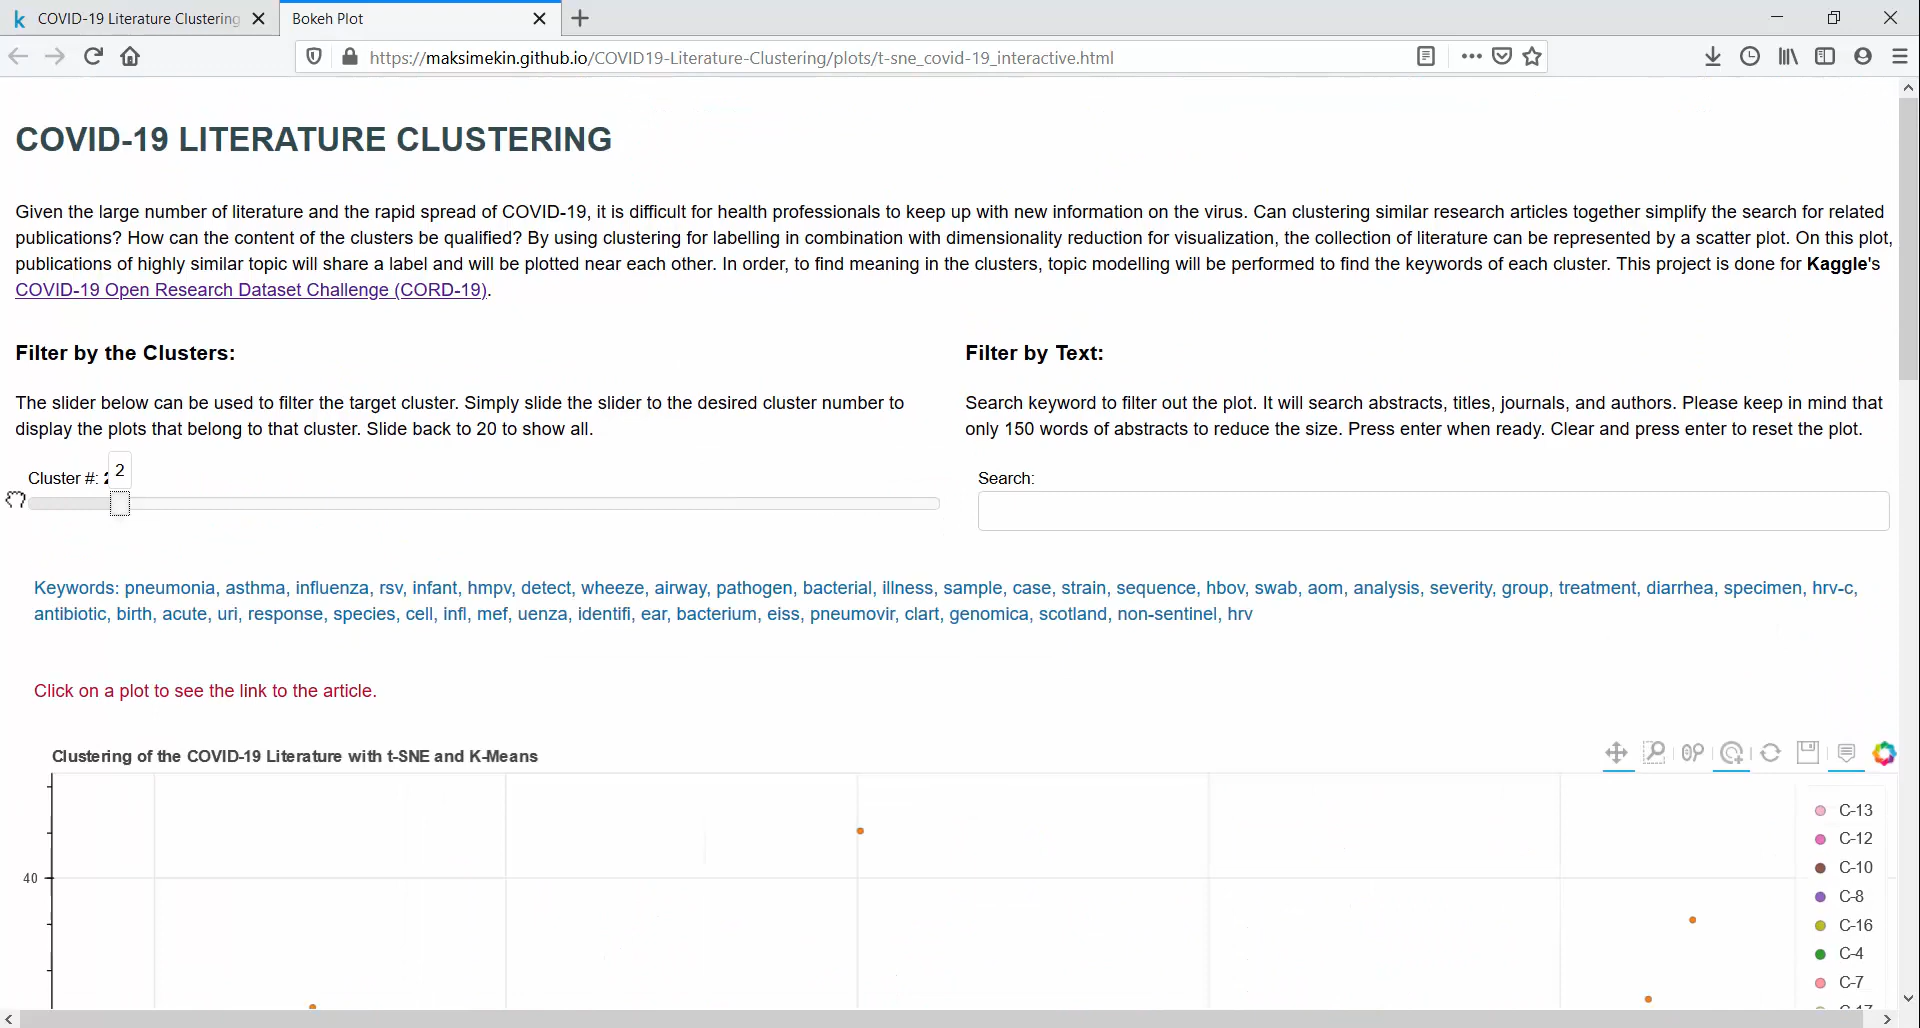 COVID-19 Literature Clustering
Bokeh Plot
https://maksimekin.github.io/COVID19-Literature-Clustering/plots/t-sne_covid-19_interactive.html
COVID-19 LITERATURE CLUSTERING
Given the large number of literature and the rapid spread of COVID-19, it is difficult for health professionals to keep up with new information on the virus. Can clustering similar research articles together simplify the search for related
publications? How can the content of the clusters be qualified? By using clustering for labelling in combination with dimensionality reduction for visualization, the collection of literature can be represented by a scatter plot. On this plot,
publications of highly similar topic will share a label and will be plotted near each other. In order, to find meaning in the clusters, topic modelling will be performed to find the keywords of each cluster. This project is done for Kaggle's
COVID-19 Open Research Dataset Challenge (CORD-19).
Filter by the Clusters:
The slider below can be used to filter the target cluster. Simply slide the slider to the desired cluster number to
display the plots that belong to that cluster. Slide back to 20 to show all.
Cluster #:
2
Filter by Text:
Search keyword to filter out the plot. It will search abstracts, titles, journals, and authors. Please keep in mind that
only 150 words of abstracts to reduce the size. Press enter when ready. Clear and press enter to reset the plot.
Search:
Keywords: pneumonia, asthma, influenza, rsv, infant, hmpv, detect, wheeze, airway, pathogen, bacterial, illness, sample, case, strain, sequence, hbov, swab, aom, analysis, severity, group, treatment, diarrhea, specimen, hrv-c,
antibiotic, birth, acute, uri, response, species, cell, infl, mef, uenza, identifi, ear, bacterium, eiss, pneumovir, clart, genomica, scotland, non-sentinel, hrv
Click on a plot to see the link to the article.
Clustering of the COVID-19 Literature with t-SNE and K-Means
40
C-13
C-12
C-10
C-8
C-16
C-4
C-7